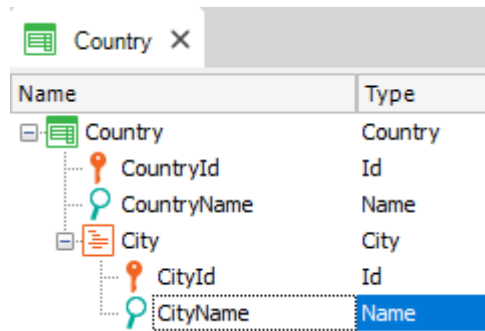 Country
Name Type
Country Country
CountryId Id
CountryName Name
City City
CityId Id
CityName Name